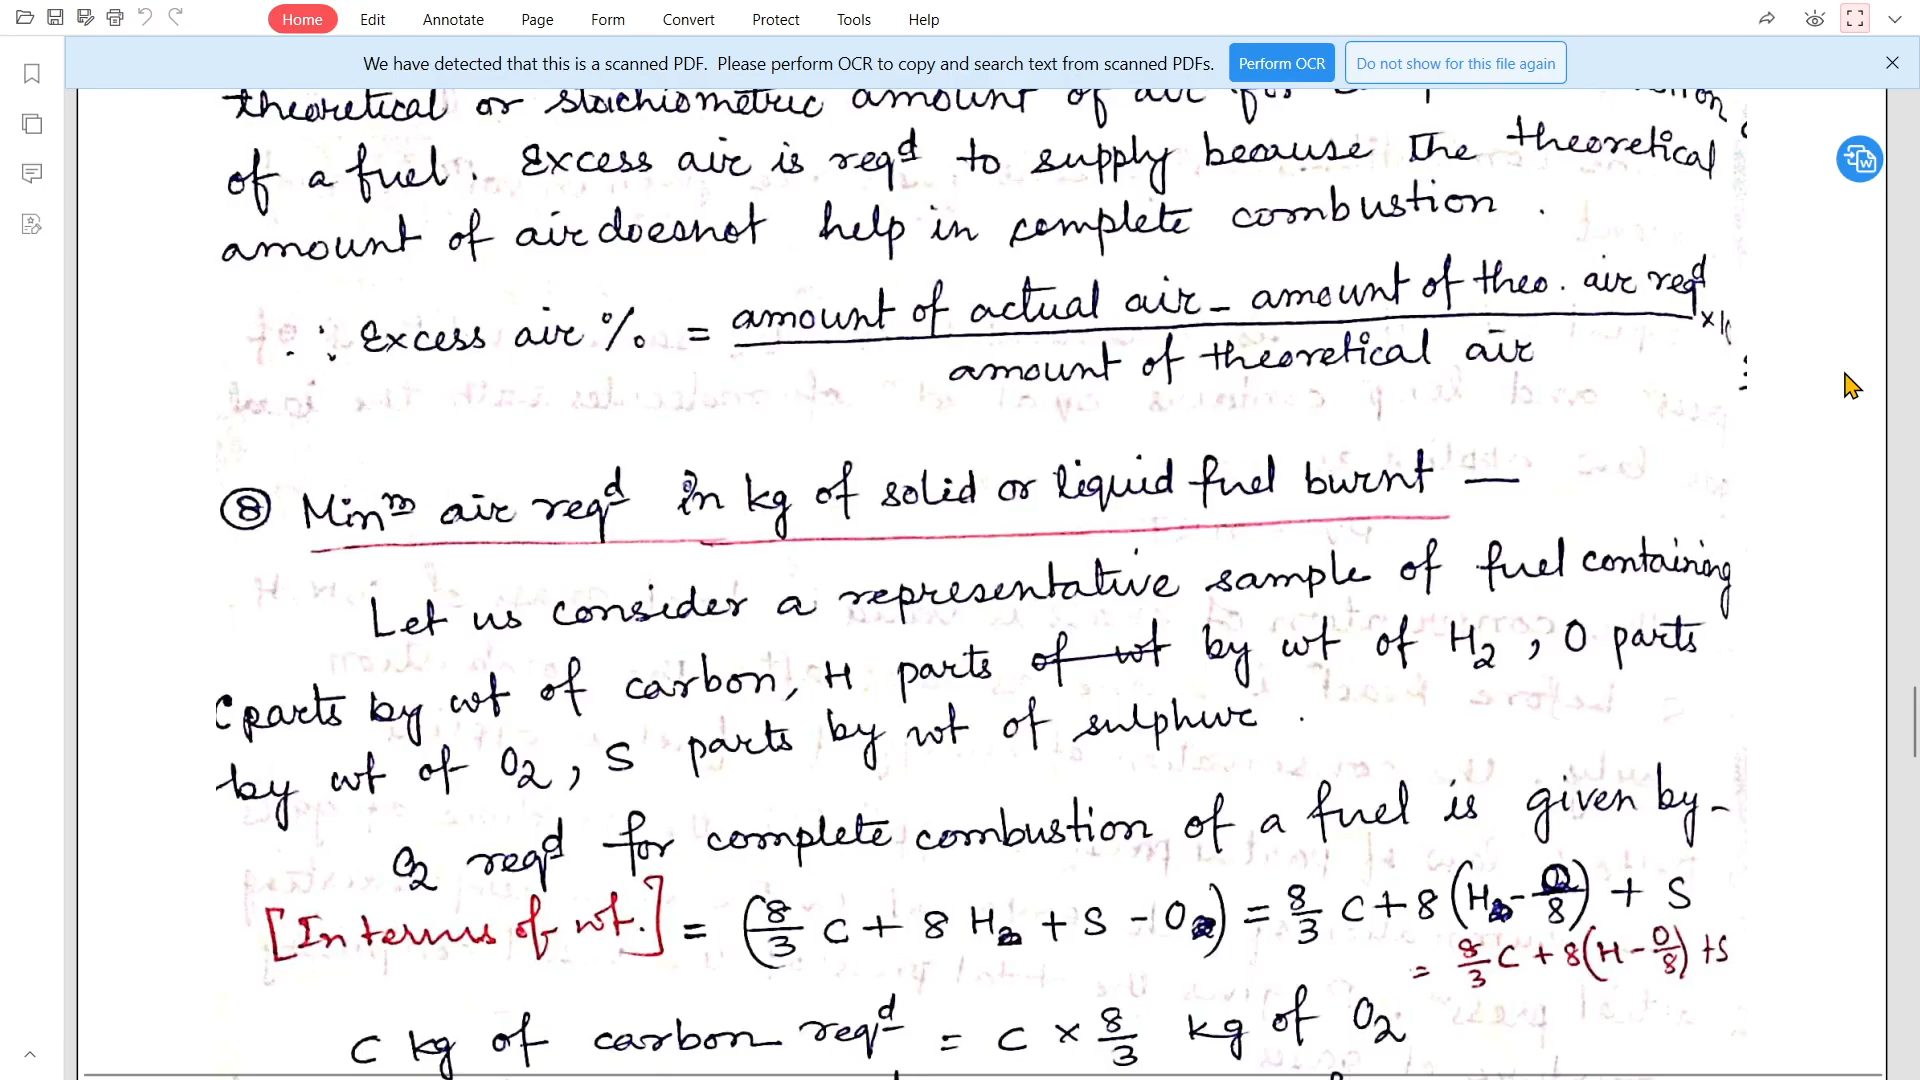 Home Edit Annotate Page Form Convert Protect Tools Help
We have detected that this is a scanned PDF. Please perform OCR to copy and search text from scanned PDFs. Perform OCR Do not show for this file again
theoretical or stochiometric amount of air for
of a fuel. Excess air is reqd to supply because the theoretical
amount of air doesnot help in complete combustion .
∴ Excess air % = (amount of actual air - amount of theo. air reqd) / (amount of theoretical air) ×
⑧ Minm air reqd in kg of solid or liquid fuel burnt —
Let us consider a representative sample of fuel containing
C parts by wt of carbon, H parts of wt by wt of H2 , O parts
by wt of O2 , S parts by wt of sulphur .
O2 reqd for complete combustion of a fuel is given by -
[In terms of wt.] = (8/3 C + 8 H + S - O) = 8/3 C + 8 (H - O/8) + S
= 8/3 C + 8 (H - O/8) + S
C kg of carbon reqd = C × 8/3 kg of O2